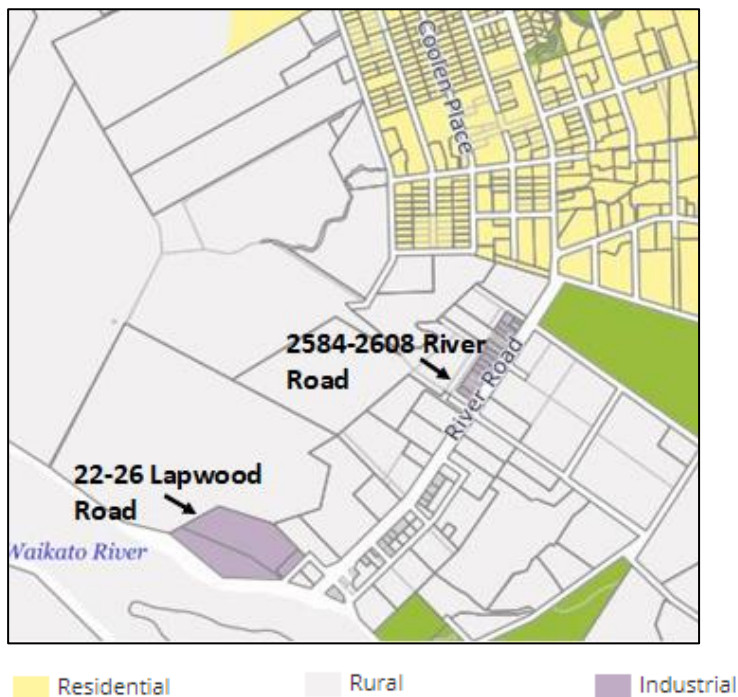 Coolen Place
2584-2608 River
Road
River Road
22-26 Lapwood
Road
Waikato River
Residential
Rural
Industrial